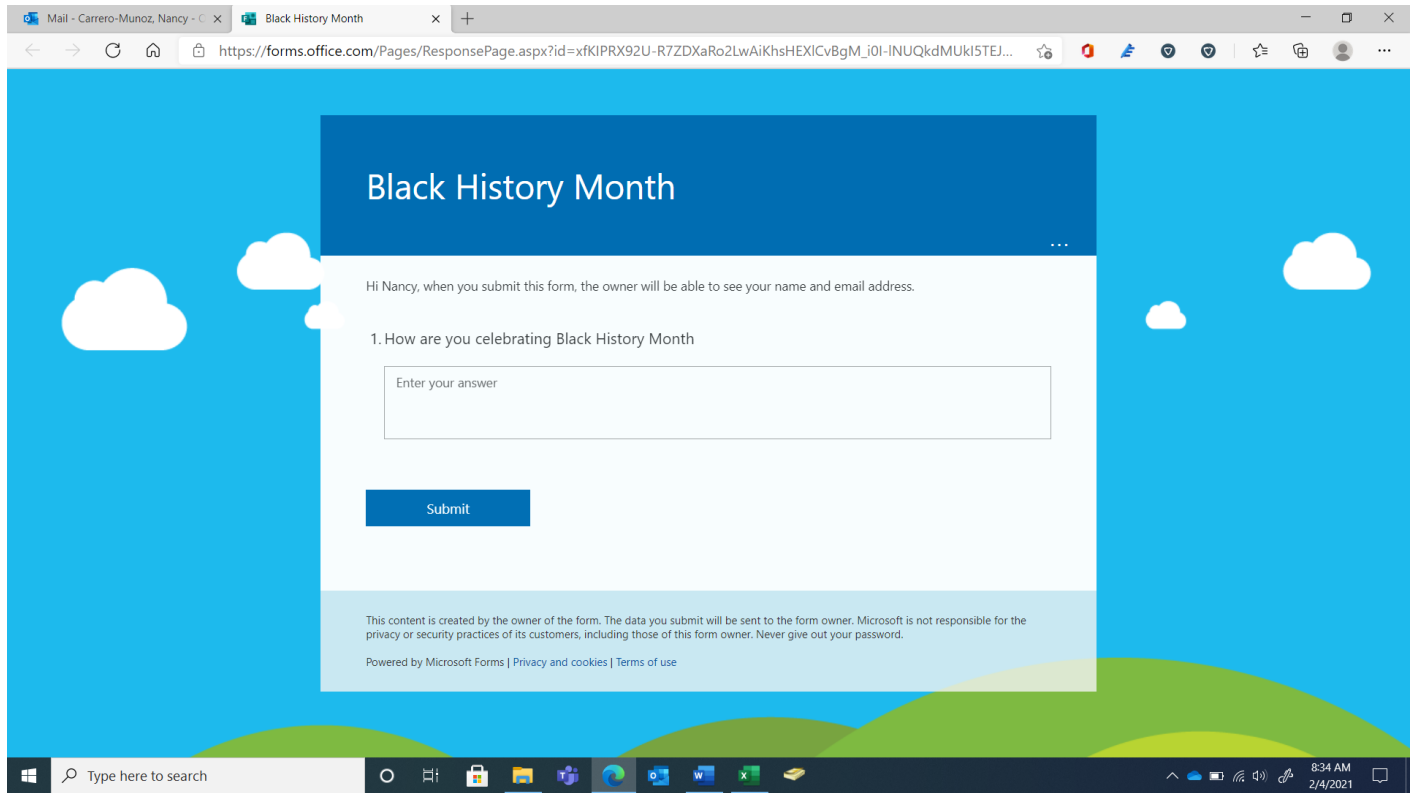 Mail - Carrero-Munoz, Nancy - C
Black History Month
https://forms.office.com/Pages/ResponsePage.aspx?id=xfKIPRX92U-R7ZDXaRo2LwAiKhsHEXlCvBgM_i0I-lNUQkdMUkI5TEJ...
Black History Month
...
Hi Nancy, when you submit this form, the owner will be able to see your name and email address.
1. How are you celebrating Black History Month
Enter your answer
Submit
This content is created by the owner of the form. The data you submit will be sent to the form owner. Microsoft is not responsible for the
privacy or security practices of its customers, including those of this form owner. Never give out your password.
Powered by Microsoft Forms | Privacy and cookies | Terms of use
Type here to search
8:34 AM
2/4/2021